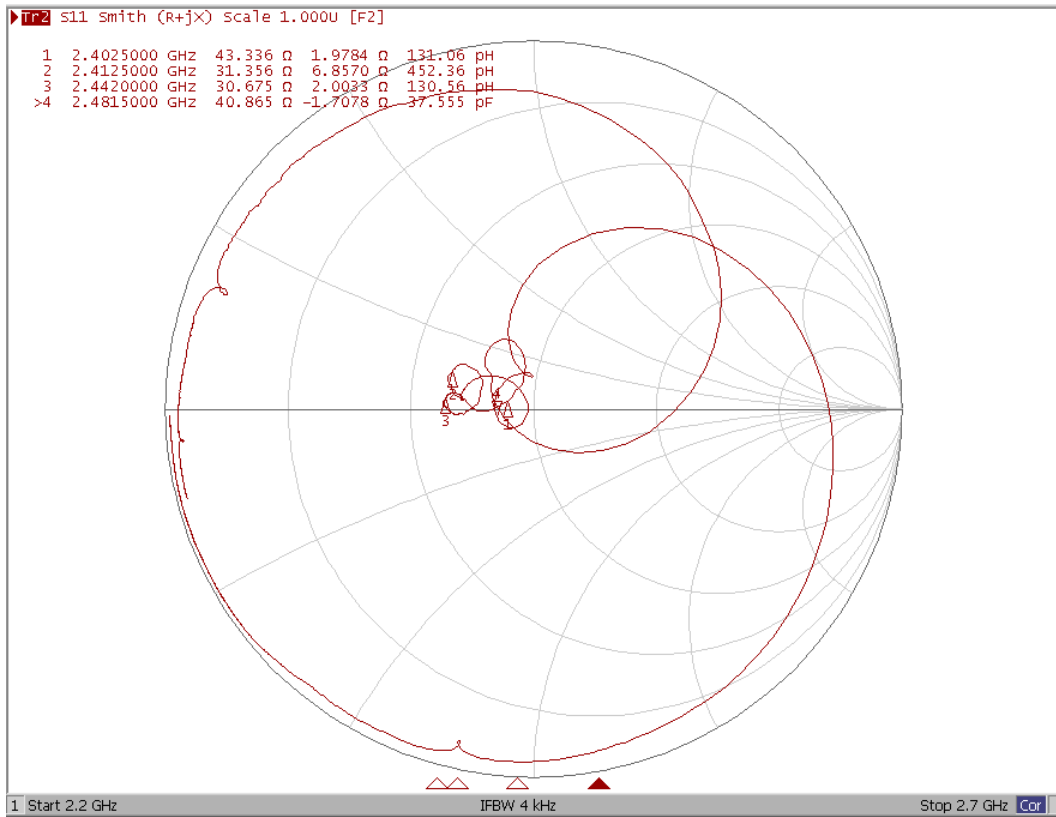 Tr2 S11 Smith (R+jX) Scale 1.000U [F2]
1 2.4025000 GHz 43.336 Ω 1.9784 Ω 131.06 pH
2 2.4125000 GHz 31.356 Ω 6.8570 Ω 452.36 pH
3 2.4420000 GHz 30.675 Ω 2.0033 Ω 130.56 pH
>4 2.4815000 GHz 40.865 Ω -1.7078 Ω 37.555 pF
4
2
3
1
1 Start 2.2 GHz IFBW 4 kHz Stop 2.7 GHz Cor